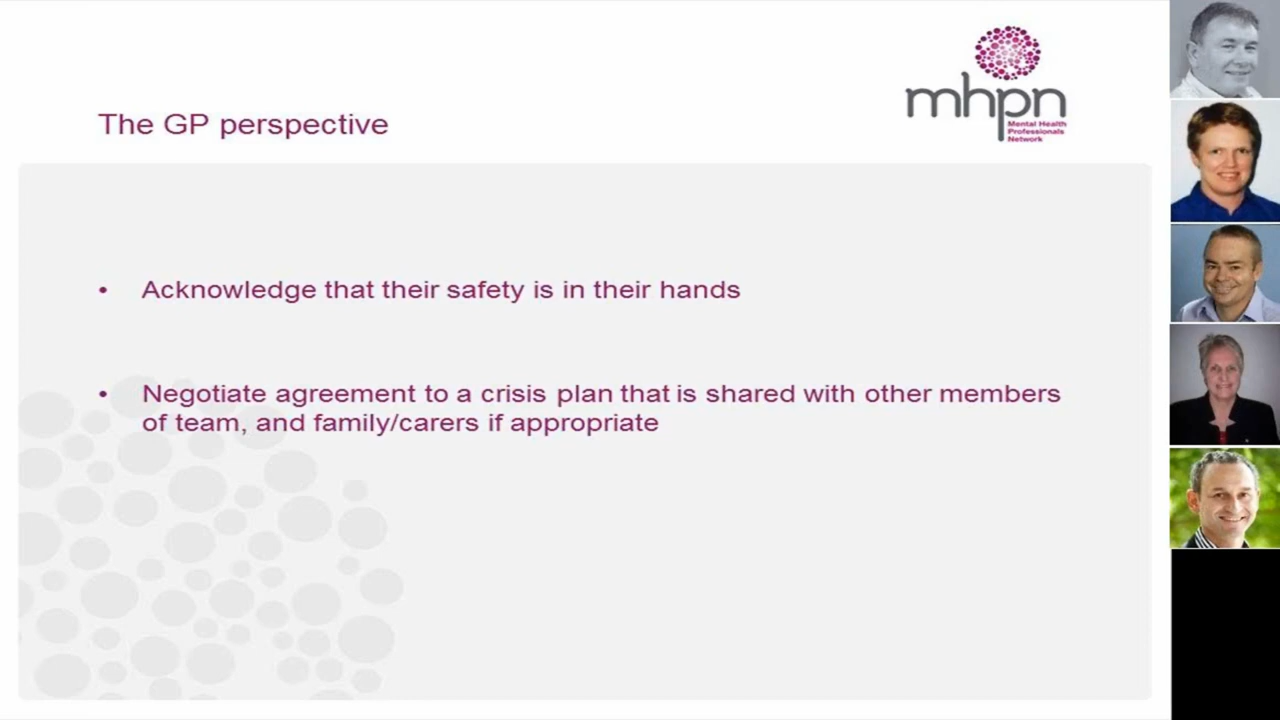 mhpn
Mental Health
Professionals
Network
The GP perspective
• Acknowledge that their safety is in their hands
• Negotiate agreement to a crisis plan that is shared with other members
of team, and family/carers if appropriate